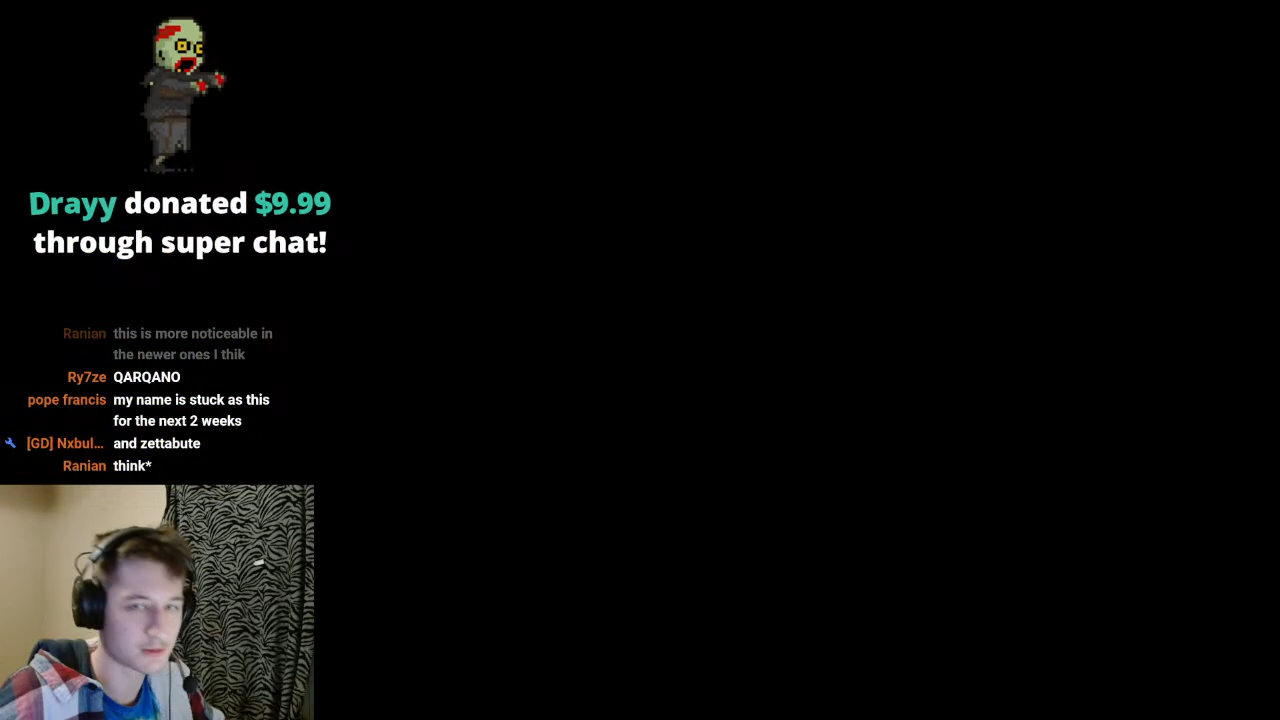 Drayy donated $9.99
through super chat!
Ranian this is more noticeable in
the newer ones I thik
Ry7ze QARQANO
pope francis my name is stuck as this
for the next 2 weeks
[GD] Nxbul... and zettabute
Ranian think*